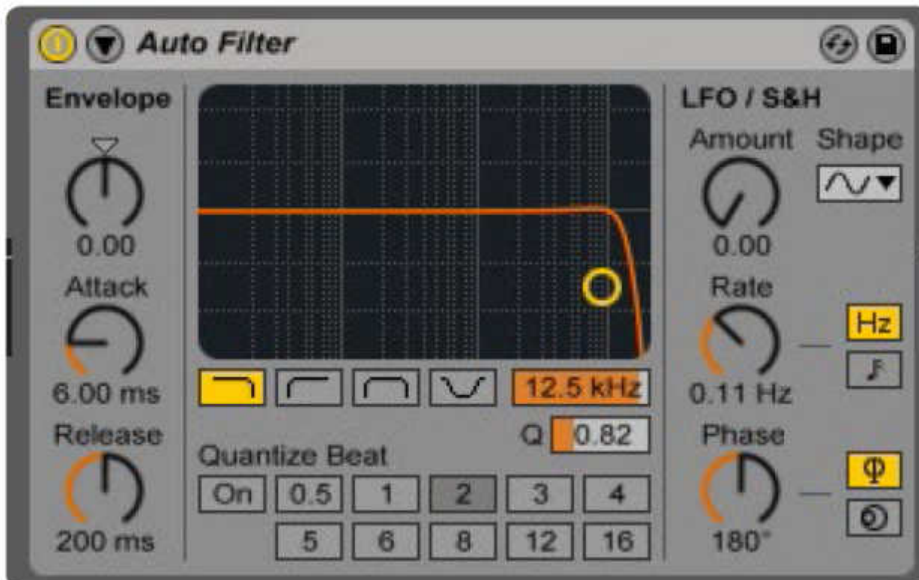 Auto Filter
Envelope
0.00
Attack
6.00 ms
Release
200 ms
12.5 kHz
Q 0.82
Quantize Beat
On 0.5 1 2 3 4
5 6 8 12 16
LFO / S&H
Amount Shape
0.00
Rate
Hz
0.11 Hz
Phase
180°